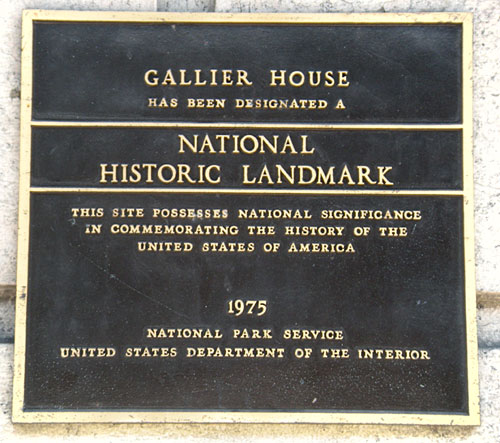 GALLIER HOUSE
HAS BEEN DESIGNATED A
NATIONAL
HISTORIC LANDMARK
THIS SITE POSSESSES NATIONAL SIGNIFICANCE
IN COMMEMORATING THE HISTORY OF THE
UNITED STATES OF AMERICA
1975
NATIONAL PARK SERVICE
UNITED STATES DEPARTMENT OF THE INTERIOR